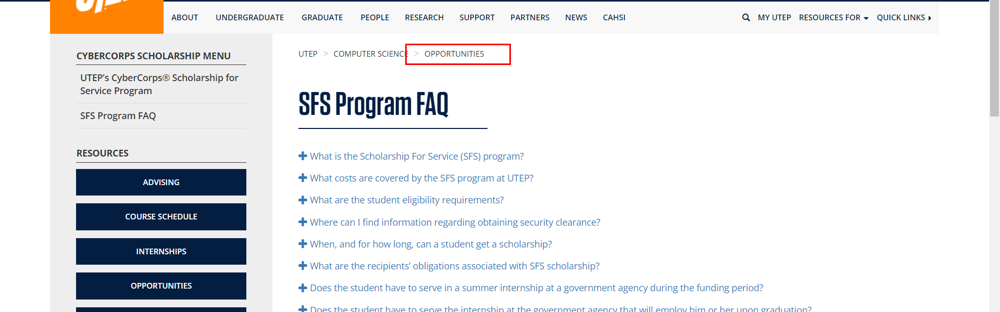 ABOUT UNDERGRADUATE GRADUATE PEOPLE RESEARCH SUPPORT PARTNERS NEWS CAHSI MY UTEP RESOURCES FOR QUICK LINKS
CYBERCORPS SCHOLARSHIP MENU
UTEP’s CyberCorps® Scholarship for
Service Program
SFS Program FAQ
RESOURCES
ADVISING
COURSE SCHEDULE
INTERNSHIPS
OPPORTUNITIES
UTEP > COMPUTER SCIENCE > OPPORTUNITIES
SFS Program FAQ
What is the Scholarship For Service (SFS) program?
What costs are covered by the SFS program at UTEP?
What are the student eligibility requirements?
Where can I find information regarding obtaining security clearance?
When, and for how long, can a student get a scholarship?
What are the recipients’ obligations associated with SFS scholarship?
Does the student have to serve in a summer internship at a government agency during the funding period?
Does the student have to serve the internship at the government agency that will employ him or her upon graduation?